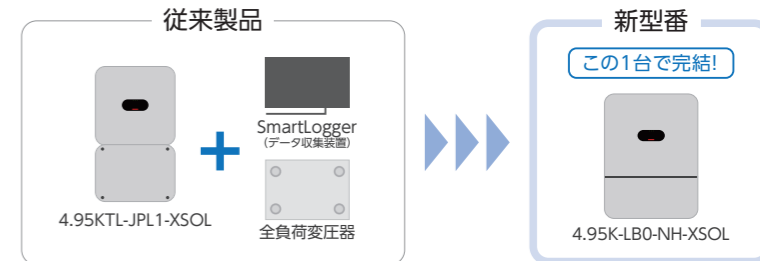 従来製品
4.95KTL-JPL1-XSOL
SmartLogger
（データ収集装置）
全負荷変圧器
新型番
この1台で完結!
4.95K-LB0-NH-XSOL